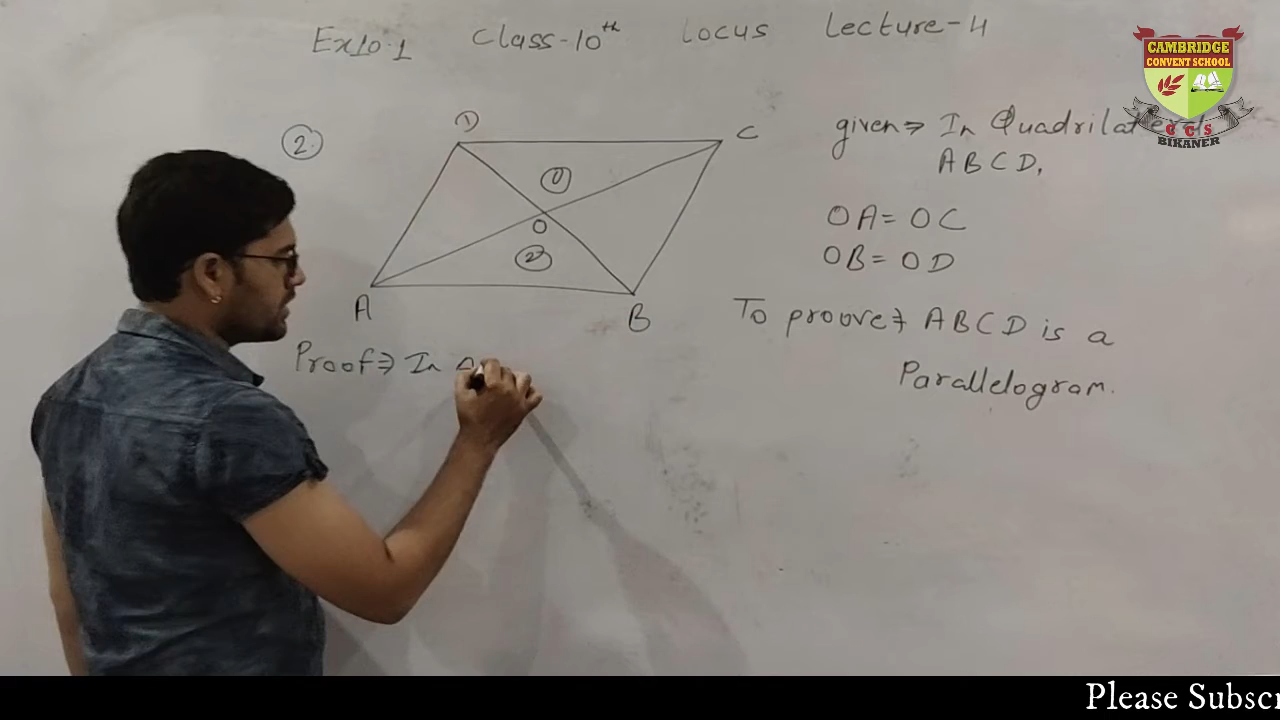 Ex10.1 Class-10th Locus Lecture-4
CAMBRIDGE
CONVENT SCHOOL
C C S
BIKANER
2.
D
C
1
O
2
A
B
given ⇒ In Quadrilateral
ABCD,
OA = OC
OB = OD
To proove ⇒ ABCD is a
Parallelogram.
Proof ⇒ In Δ
Please Subscr